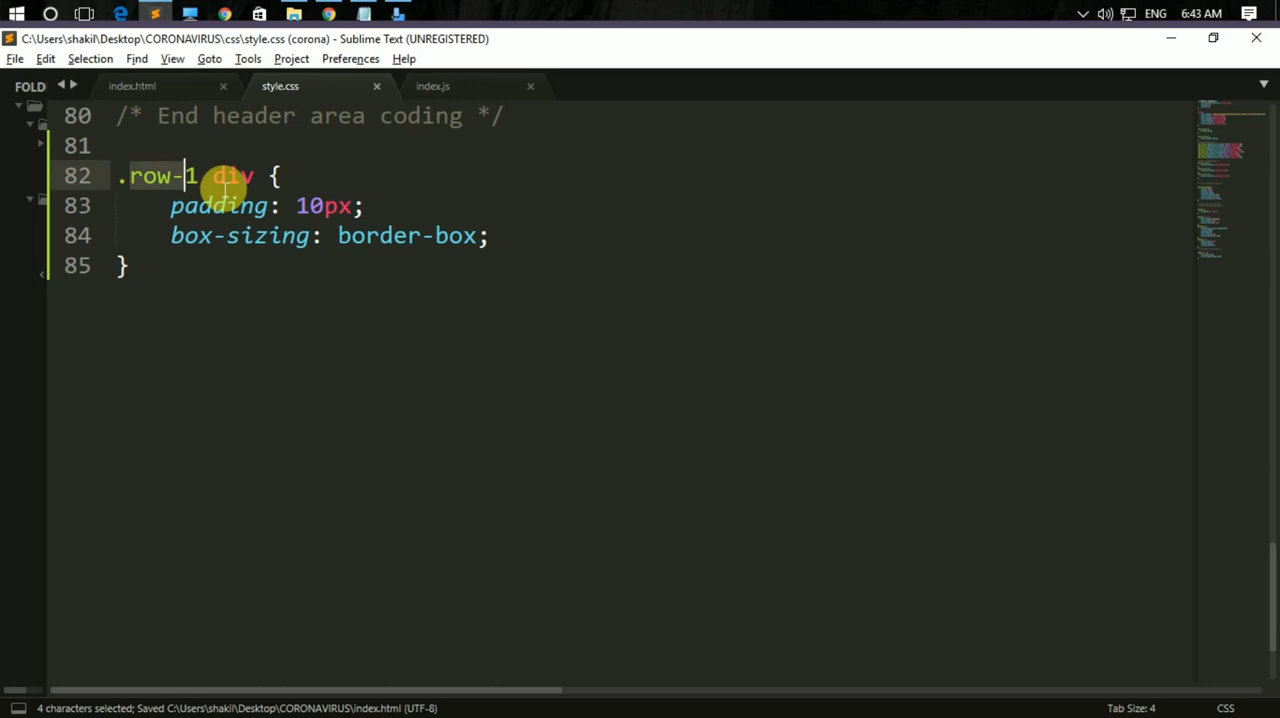 ENG 6:43 AM
C:\Users\shakil\Desktop\CORONAVIRUS\css\style.css (corona) - Sublime Text (UNREGISTERED)
File Edit Selection Find View Goto Tools Project Preferences Help
FOLD index.html style.css index.js
80 /* End header area coding */
81
82 .row-1 div {
83 padding: 10px;
84 box-sizing: border-box;
85 }
4 characters selected; Saved C:\Users\shakil\Desktop\CORONAVIRUS\index.html (UTF-8) Tab Size: 4 CSS